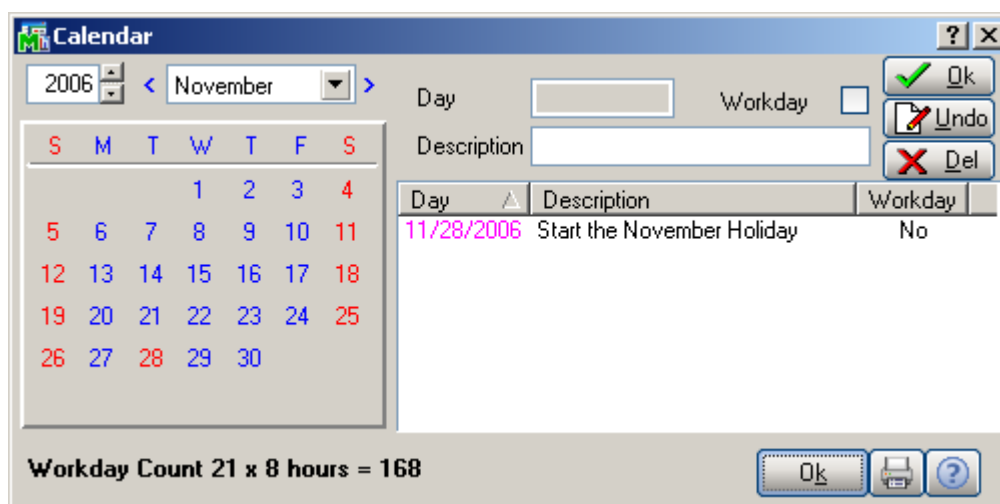 Calendar
2006 < November >
S M T W T F S
1 2 3 4
5 6 7 8 9 10 11
12 13 14 15 16 17 18
19 20 21 22 23 24 25
26 27 28 29 30
Workday Count 21 x 8 hours = 168
Day Workday
Description
Ok
Undo
Del
Day Description Workday
11/28/2006 Start the November Holiday No
Ok ?